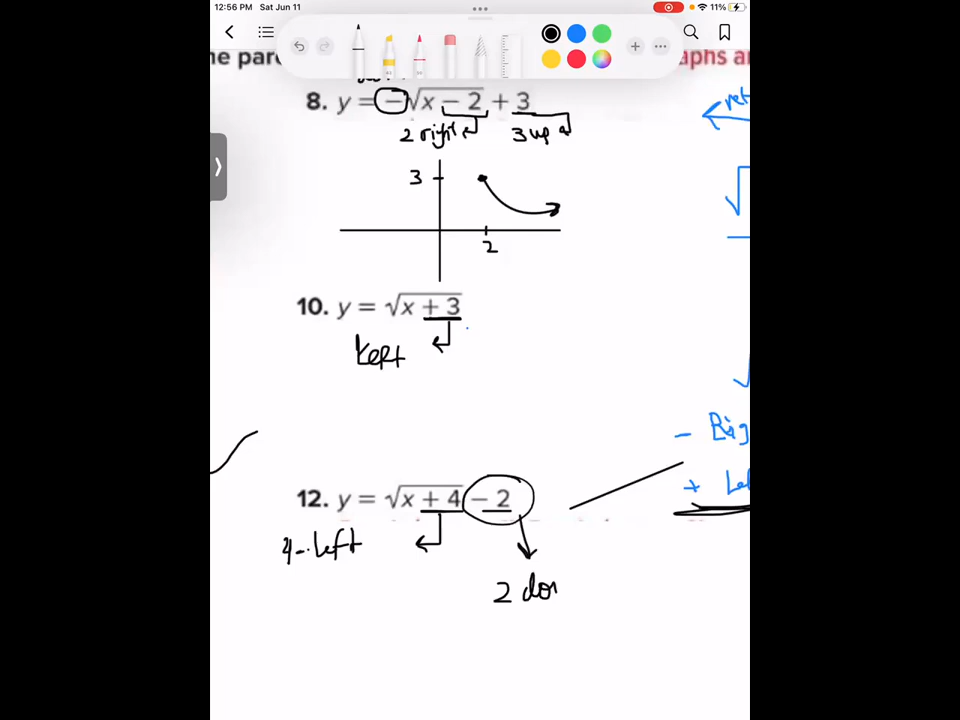 12:56 PM Sat Jun 11
11%
he par
aphs a
8. y = -√x - 2 + 3
2 right
3 up
3
2
10. y = √x + 3
left
- Rig
+ Le
12. y = √x + 4 - 2
4 - left
2 do